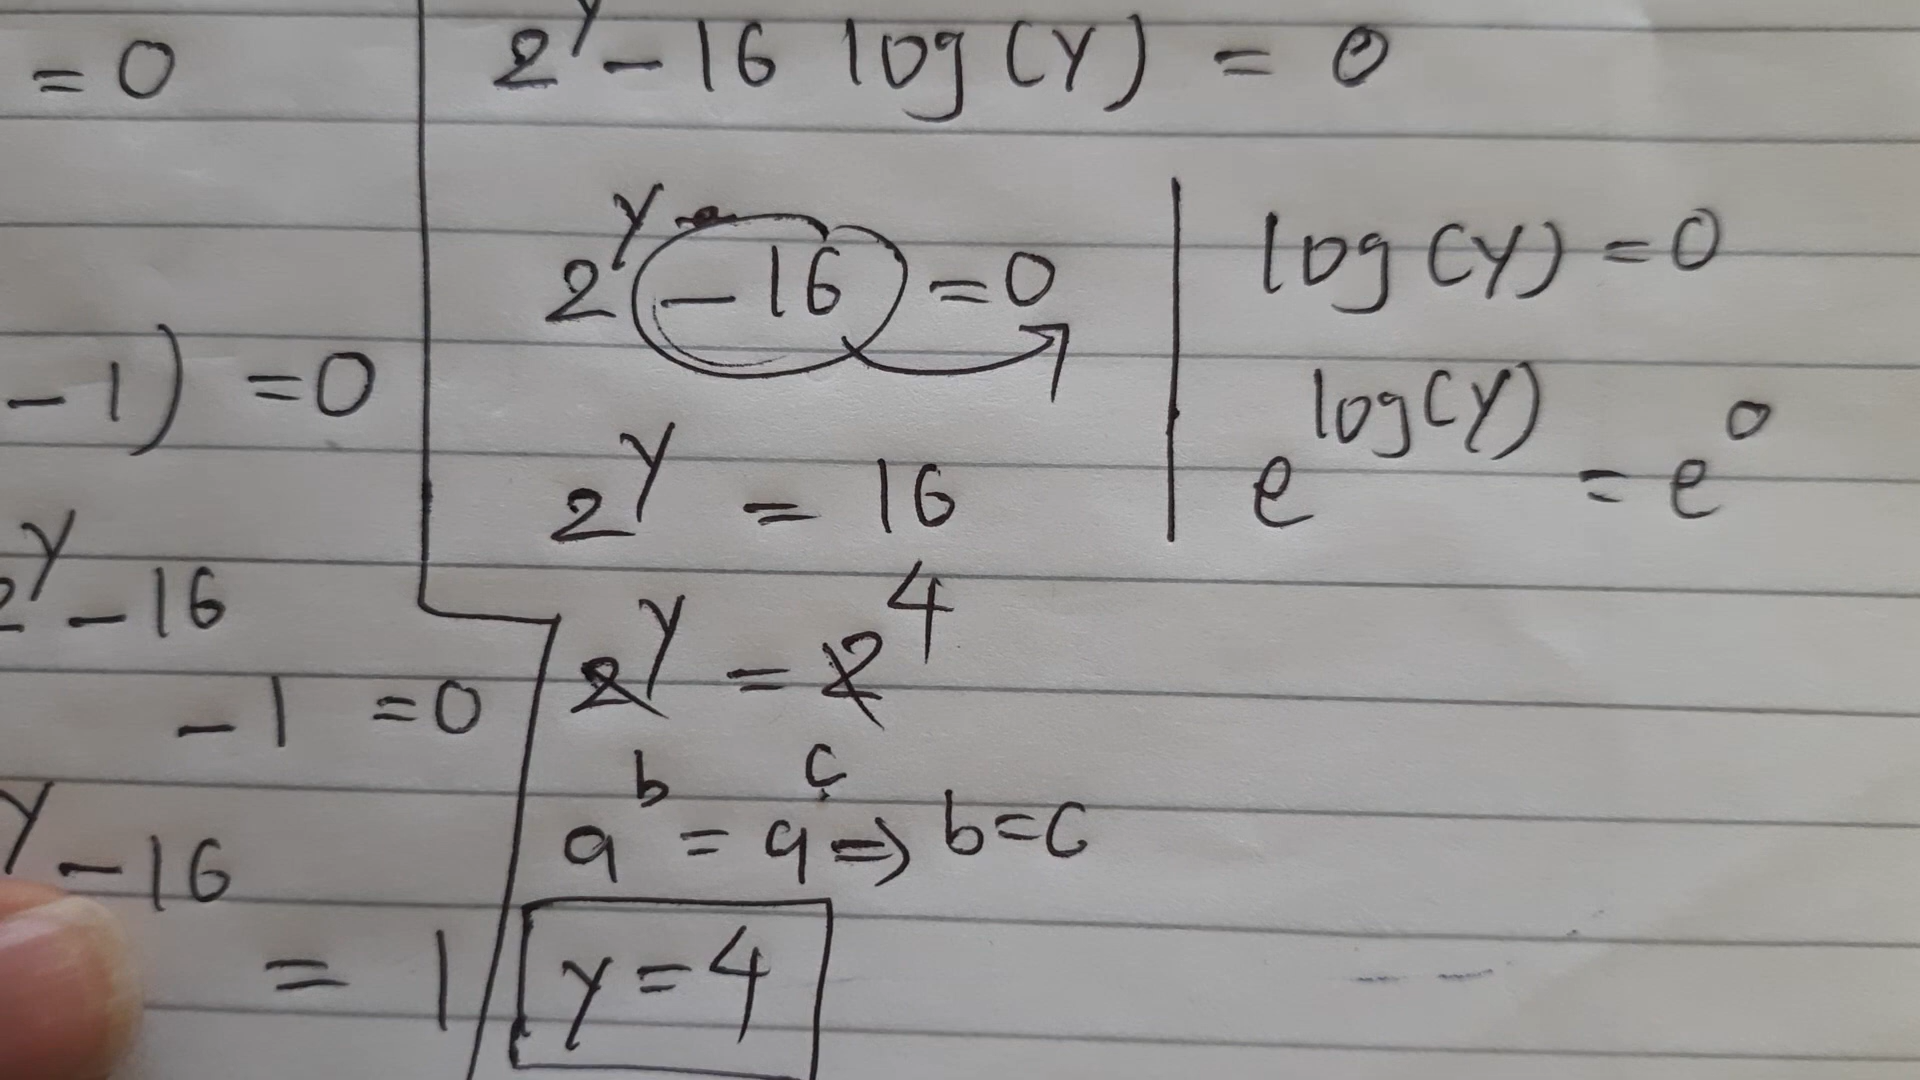 = 0
- 1) = 0
2^y - 16
- 1 = 0
y - 16
= 1
2^y - 16 log (y) = 0
2^y - 16 = 0
2^y = 16
2^y = 2^4
a^b = a^c ⇒ b = c
y = 4
log (y) = 0
e^log(y) = e^0